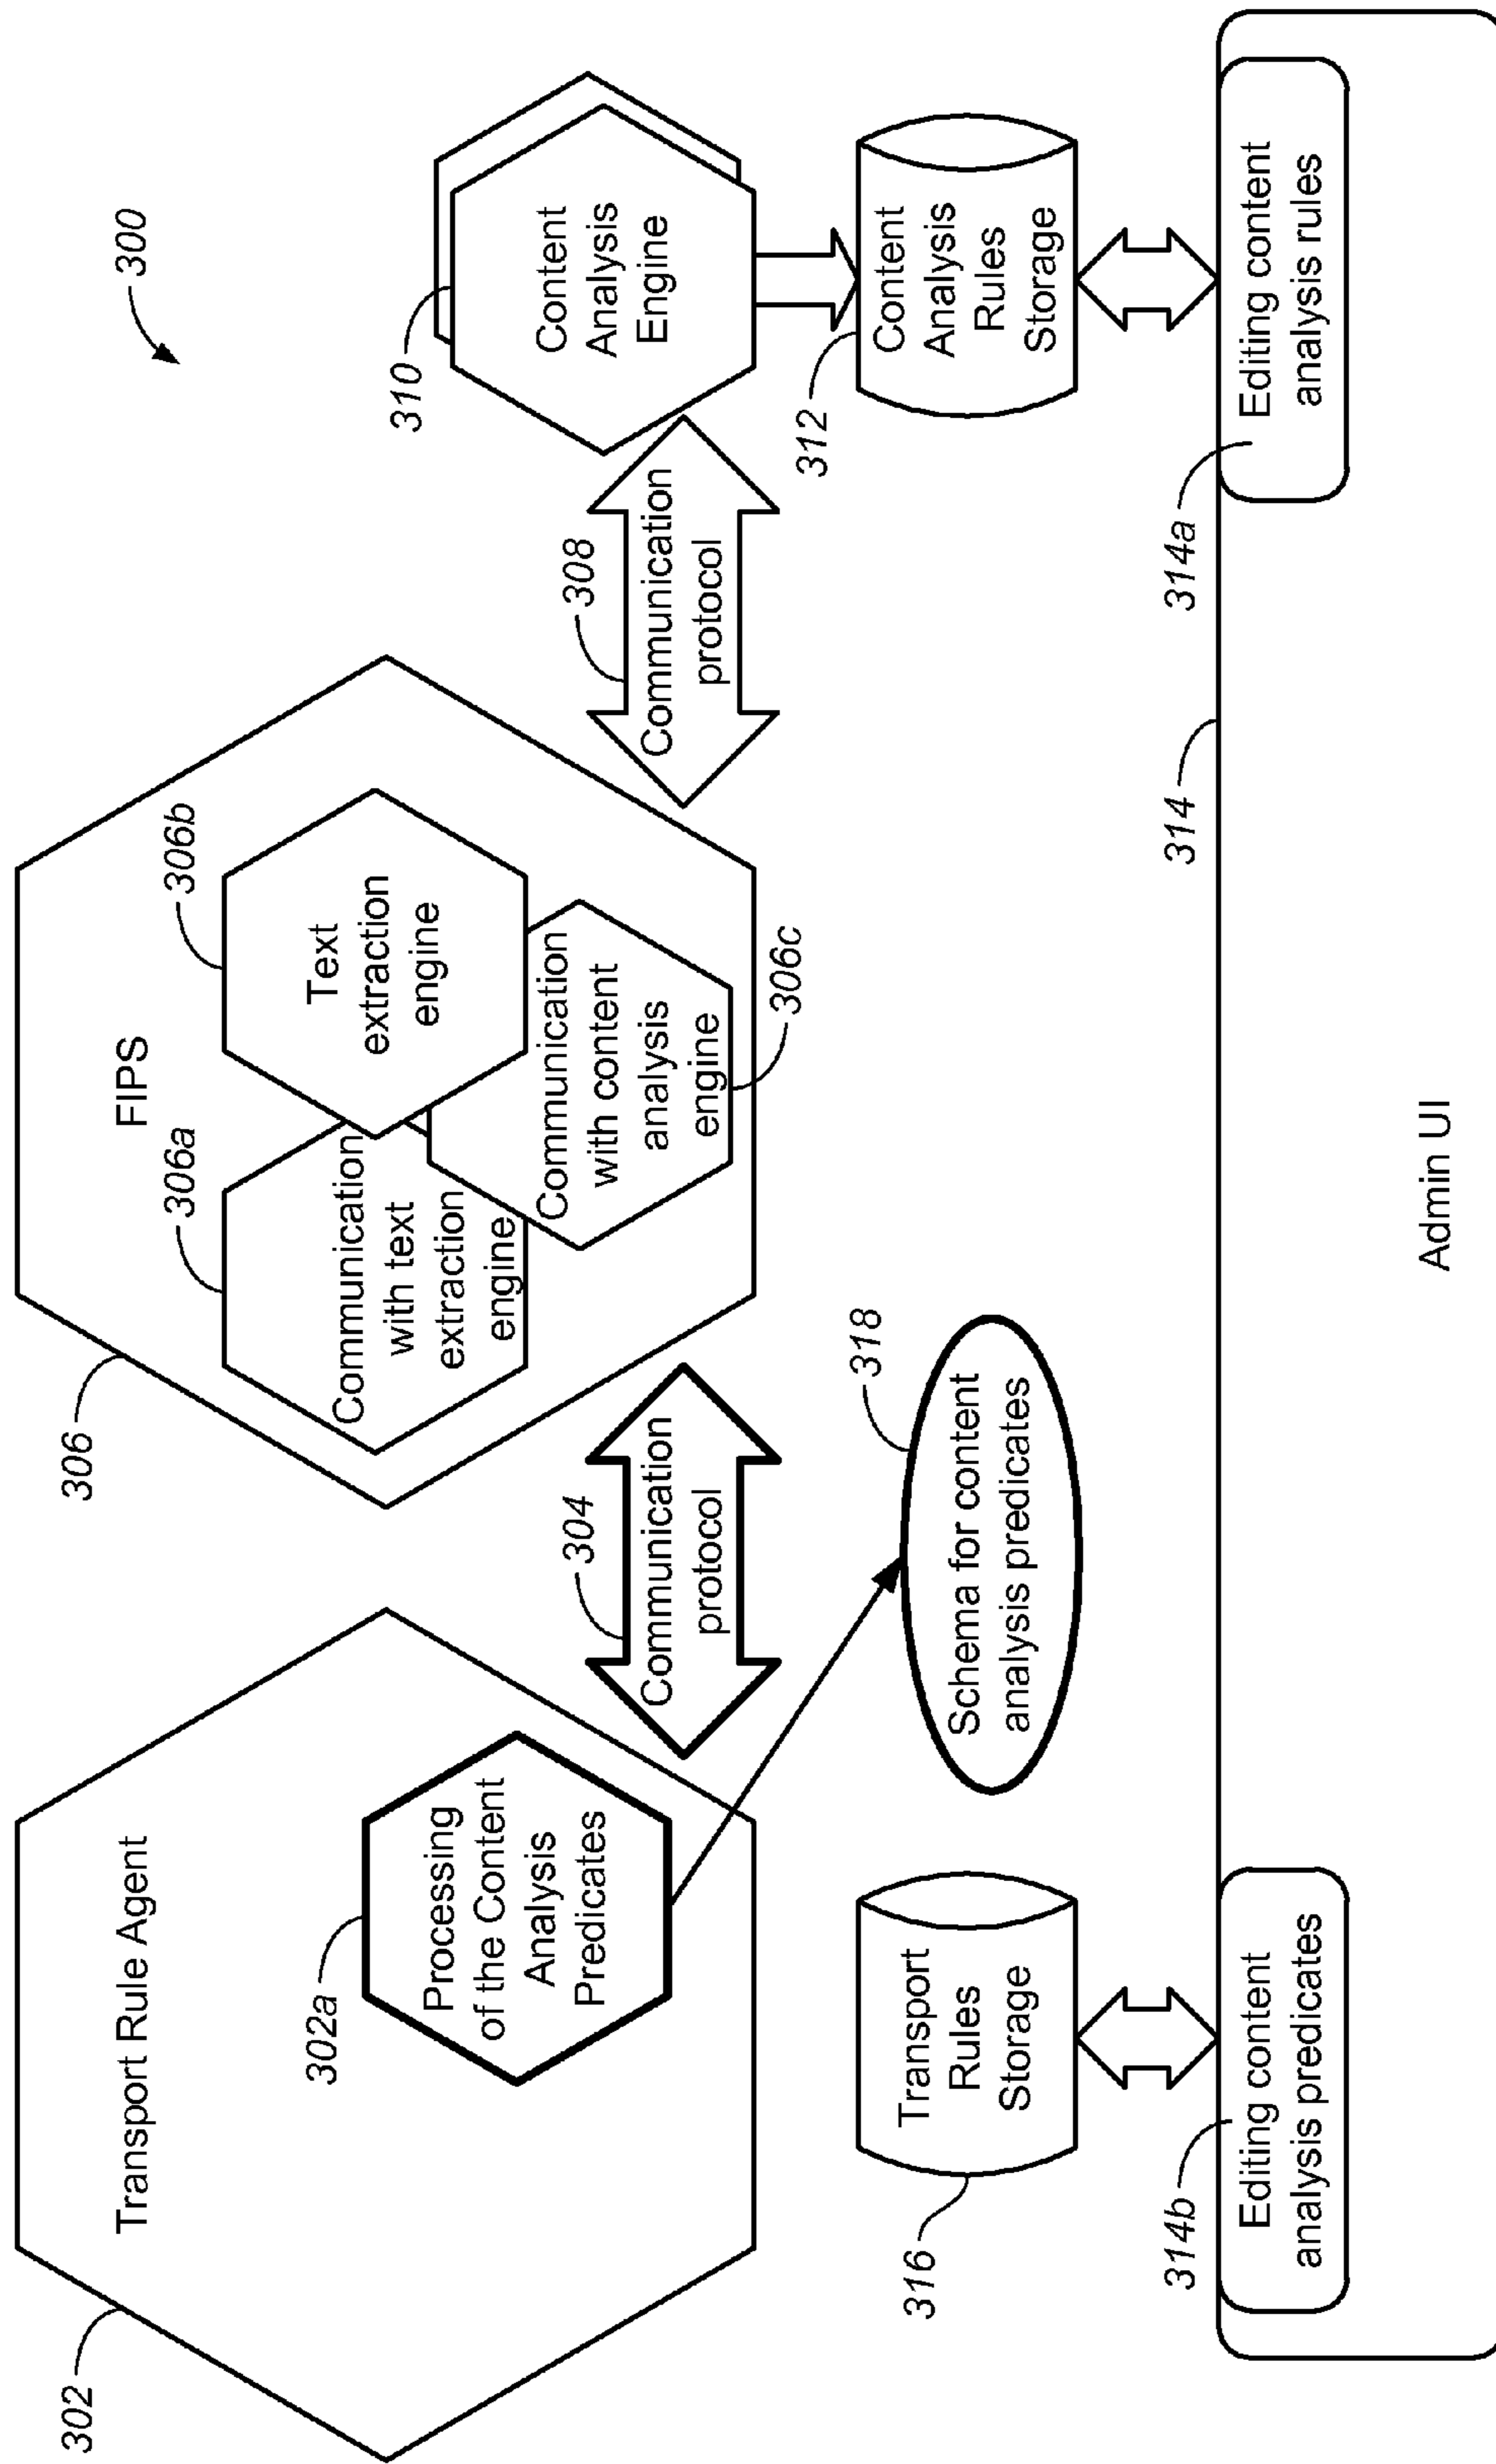 300
302
Transport Rule Agent
302a
Processing
of the Content
Analysis
Predicates
304
Communication
protocol
306
FIPS
306a
Communication
with text
extraction
engine
306b
Text
extraction
engine
Communication
with content
analysis
engine
306c
308
Communication
protocol
310
Content
Analysis
Engine
316
Transport
Rules
Storage
318
Schema for content
analysis predicates
312
Content
Analysis
Rules
Storage
314b
Editing content
analysis predicates
314
314a
Editing content
analysis rules
Admin UI